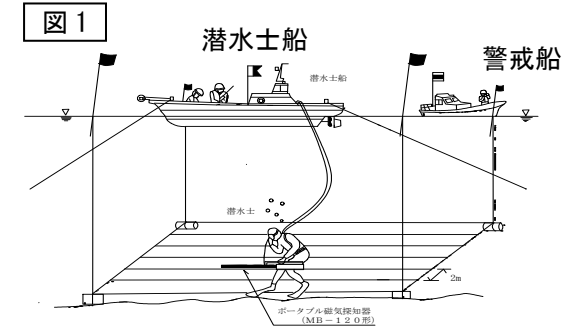 図1
潜水士船
警戒船
潜水士船
潜水士
2m
ポータブル磁気探知器
(MB-120形)